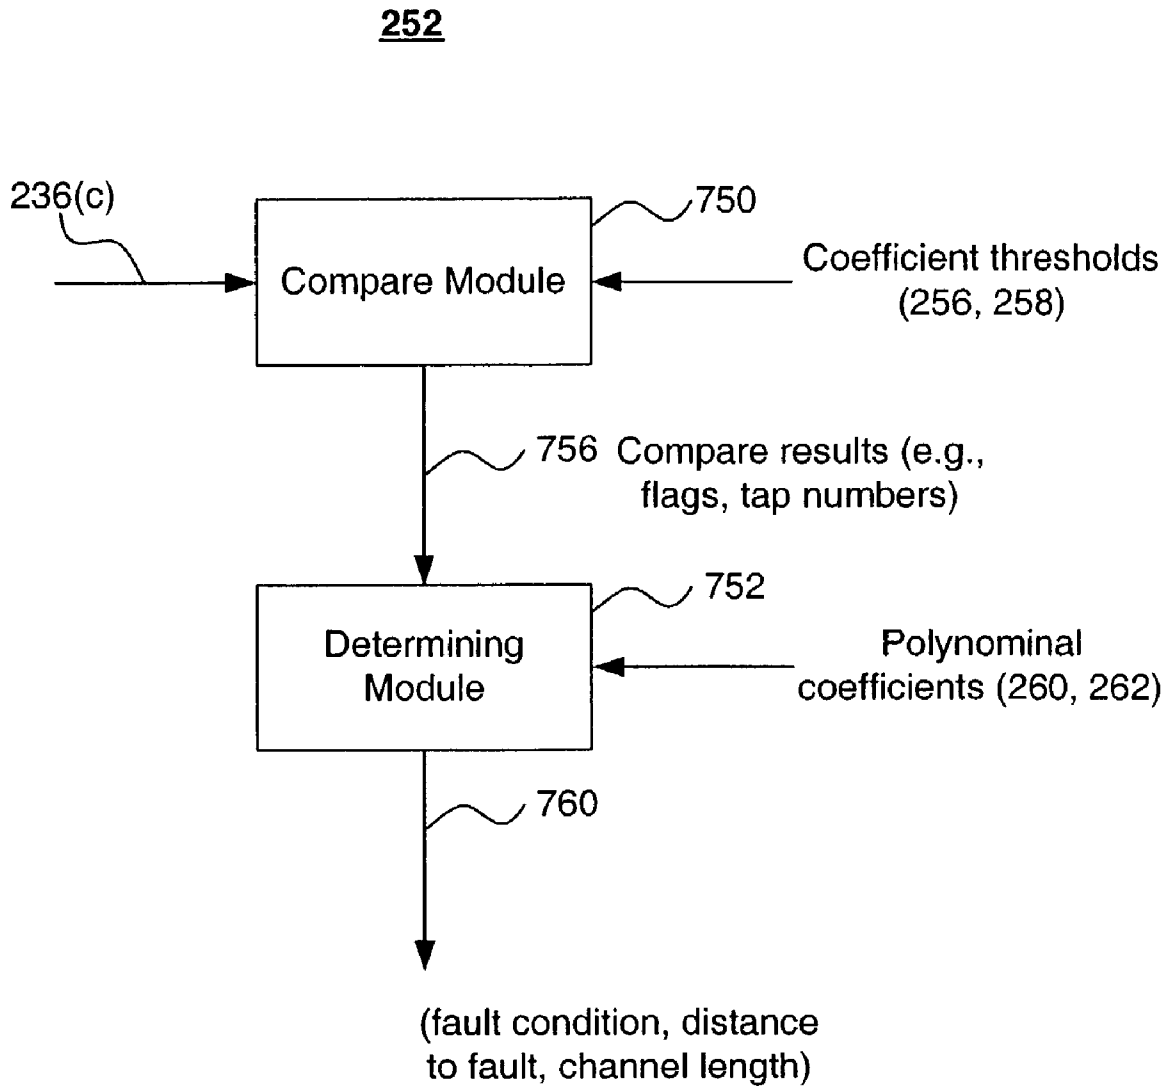 252
236(c)
750
Compare Module
Coefficient thresholds
(256, 258)
756
Compare results (e.g.,
flags, tap numbers)
752
Determining
Module
Polynominal
coefficients (260, 262)
760
(fault condition, distance
to fault, channel length)